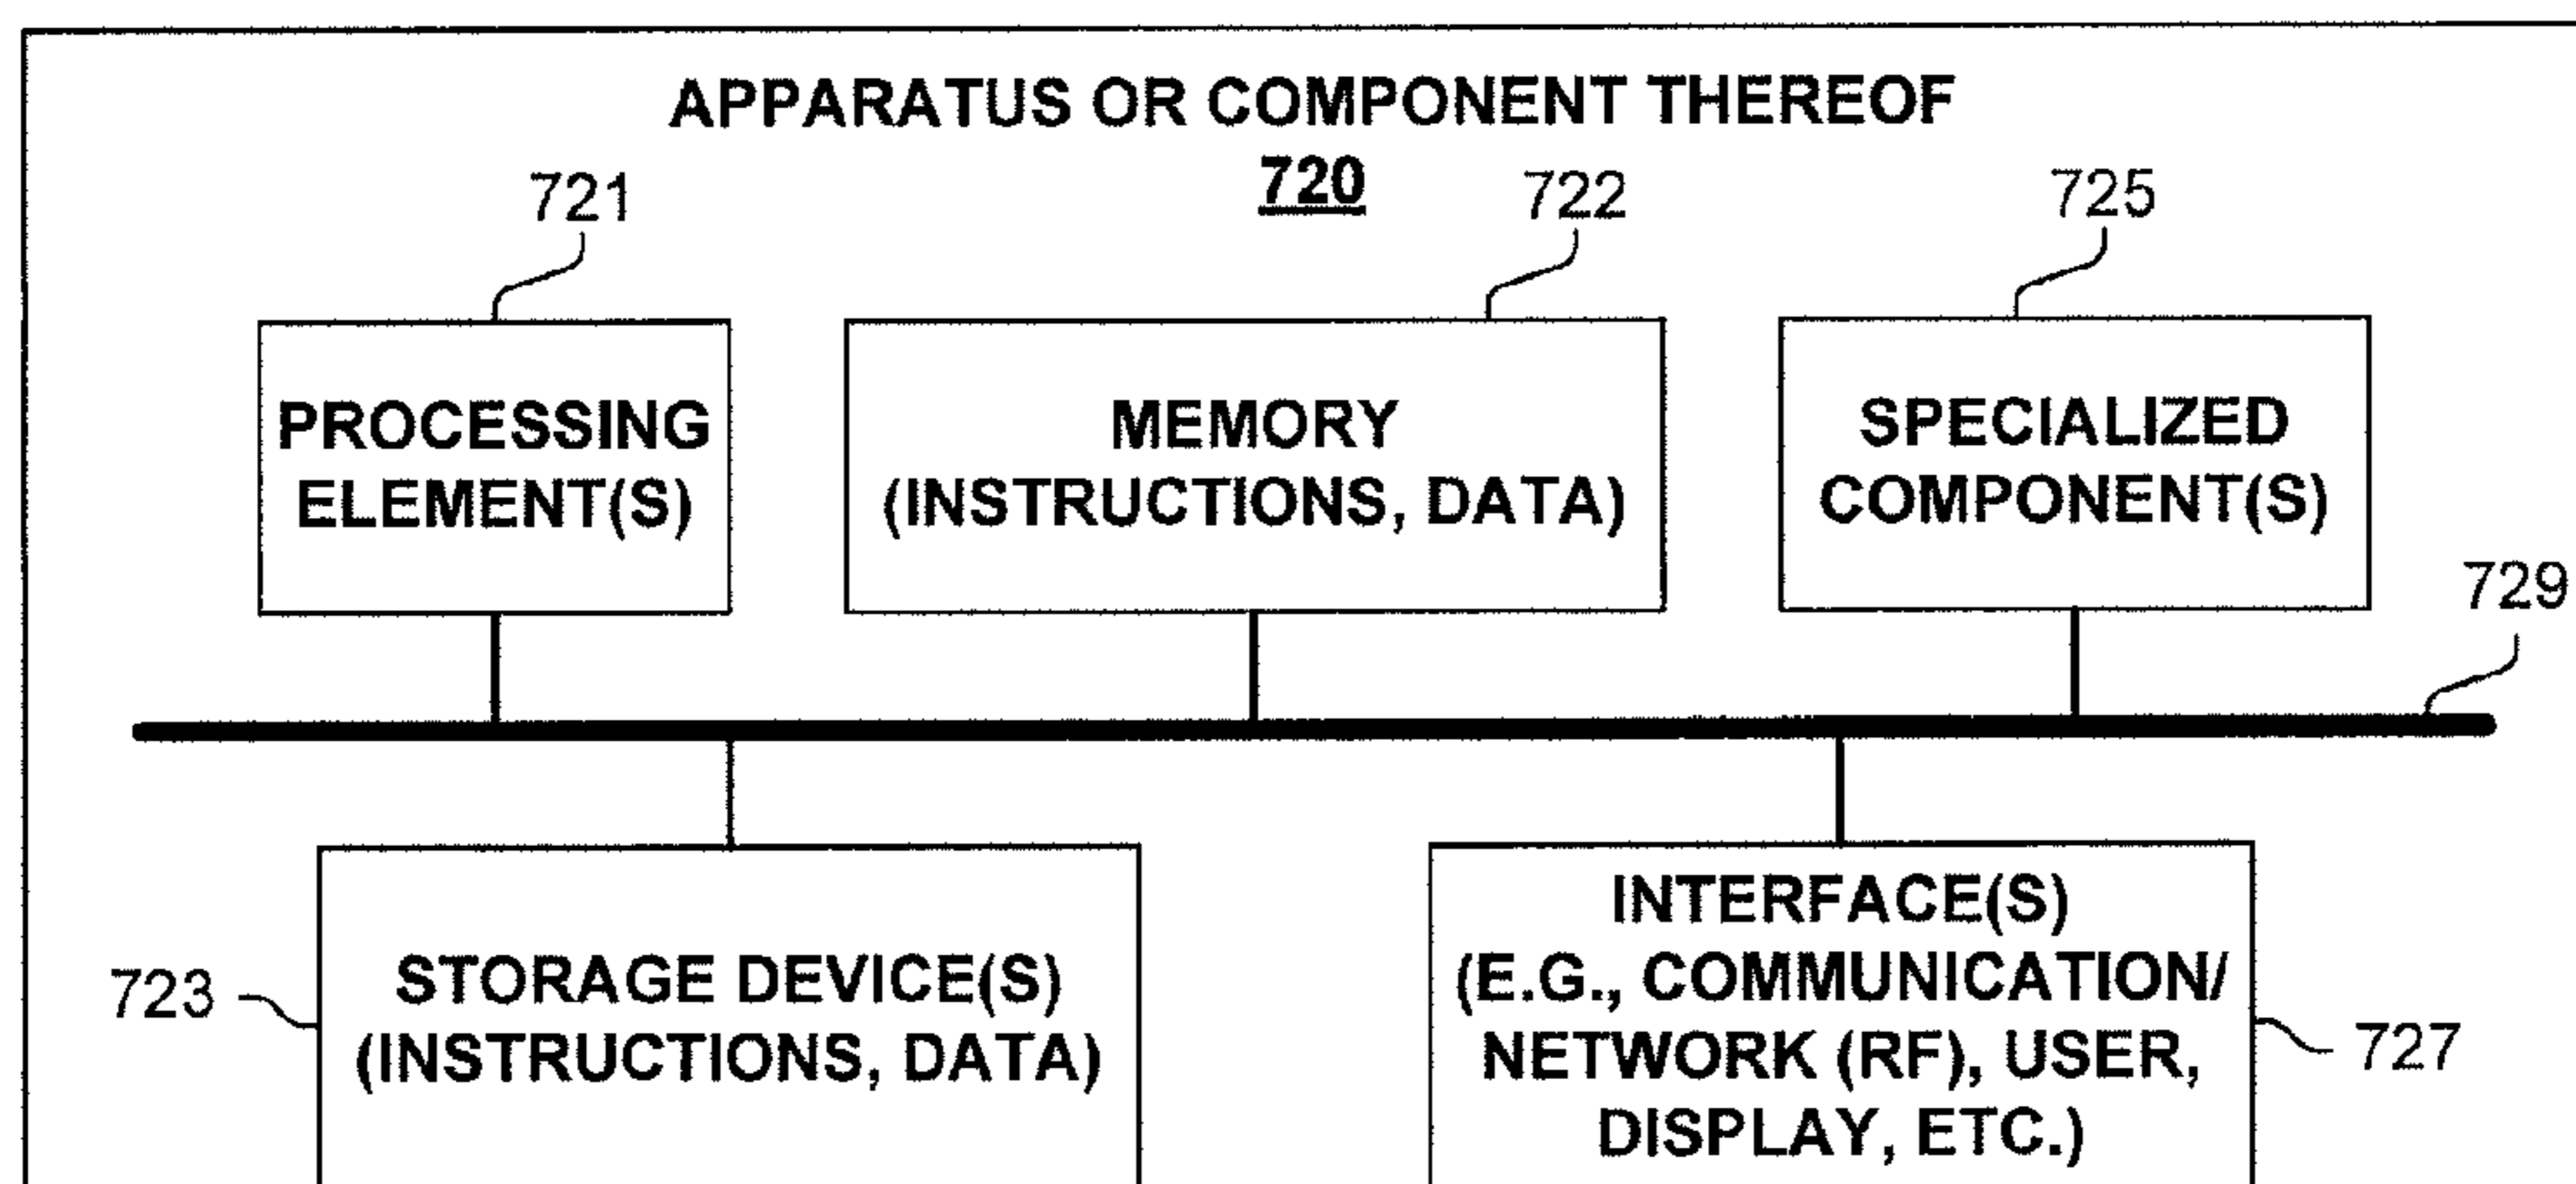 APPARATUS OR COMPONENT THEREOF
720
721
722
725
PROCESSING
ELEMENT(S)
MEMORY
(INSTRUCTIONS, DATA)
SPECIALIZED
COMPONENT(S)
729
723
STORAGE DEVICE(S)
(INSTRUCTIONS, DATA)
INTERFACE(S)
(E.G., COMMUNICATION/
NETWORK (RF), USER,
DISPLAY, ETC.)
727